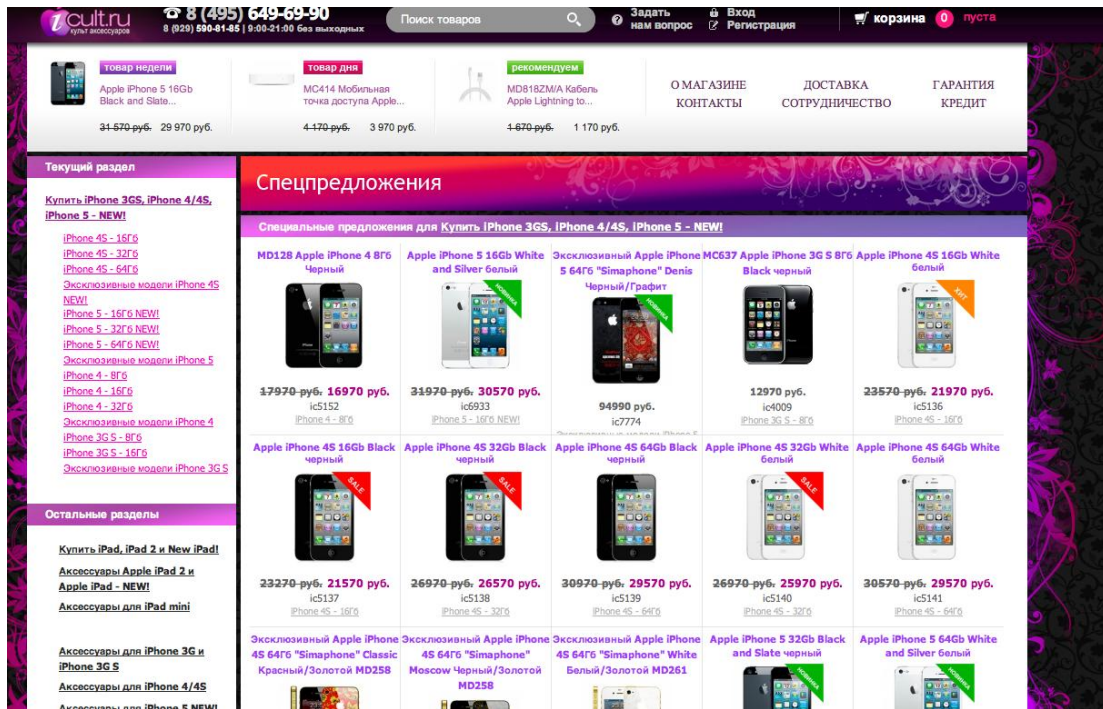 cult.ru
культ аксессуаров
8 (495) 649-69-90
8 (929) 590-81-85 | 9:00-21:00 без выходных
Поиск товаров
Задать
нам вопрос
Вход
Регистрация
корзина 0 пуста
товар недели
Apple iPhone 5 16Gb
Black and Slate...
31 570 руб. 29 970 руб.
товар дня
MC414 Мобильная
точка доступа Apple...
4 170 руб. 3 970 руб.
рекомендуем
MD818ZM/A Кабель
Apple Lightning to...
1 670 руб. 1 170 руб.
О МАГАЗИНЕ
КОНТАКТЫ
ДОСТАВКА
СОТРУДНИЧЕСТВО
ГАРАНТИЯ
КРЕДИТ
Текущий раздел
Купить iPhone 3GS, iPhone 4/4S,
iPhone 5 - NEW!
iPhone 4S - 16Гб
iPhone 4S - 32Гб
iPhone 4S - 64Гб
Эксклюзивные модели iPhone 4S
NEW!
iPhone 5 - 16Гб NEW!
iPhone 5 - 32Гб NEW!
iPhone 5 - 64Гб NEW!
Эксклюзивные модели iPhone 5
iPhone 4 - 8Гб
iPhone 4 - 16Гб
iPhone 4 - 32Гб
Эксклюзивные модели iPhone 4
iPhone 3G S - 8Гб
iPhone 3G S - 16Гб
Эксклюзивные модели iPhone 3G S
Остальные разделы
Купить iPad, iPad 2 и New iPad!
Аксессуары Apple iPad 2 и
Apple iPad - NEW!
Аксессуары для iPad mini
Аксессуары для iPhone 3G и
iPhone 3G S
Аксессуары для iPhone 4/4S
Аксессуары для iPhone 5 NEW!
Спецпредложения
Специальные предложения для Купить iPhone 3GS, iPhone 4/4S, iPhone 5 - NEW!
MD128 Apple iPhone 4 8Гб
Черный
17970 руб. 16970 руб.
ic5152
iPhone 4 - 8Гб
Apple iPhone 5 16Gb White
and Silver белый
НОВИНКА
31970 руб. 30570 руб.
ic6933
iPhone 5 - 16Гб NEW!
Эксклюзивный Apple iPhone
5 64Гб "Simaphone" Denis
Черный/Графит
НОВИНКА
94990 руб.
ic7774
Эксклюзивные модели iPhone 5
MC637 Apple iPhone 3G S 8Гб
Black черный
12970 руб.
ic4009
iPhone 3G S - 8Гб
Apple iPhone 4S 16Gb White
белый
ХИТ
23570 руб. 21970 руб.
ic5136
iPhone 4S - 16Гб
Apple iPhone 4S 16Gb Black
черный
SALE
23270 руб. 21570 руб.
ic5137
iPhone 4S - 16Гб
Apple iPhone 4S 32Gb Black
черный
26970 руб. 26570 руб.
ic5138
iPhone 4S - 32Гб
Apple iPhone 4S 64Gb Black
черный
30970 руб. 29570 руб.
ic5139
iPhone 4S - 64Гб
Apple iPhone 4S 32Gb White
белый
SALE
26970 руб. 25970 руб.
ic5140
iPhone 4S - 32Гб
Apple iPhone 4S 64Gb White
белый
30570 руб. 29570 руб.
ic5141
iPhone 4S - 64Гб
Эксклюзивный Apple iPhone
4S 64Гб "Simaphone" Classic
Красный/Золотой MD258
Эксклюзивный Apple iPhone
4S 64Гб "Simaphone"
Moscow Черный/Золотой
MD258
Эксклюзивный Apple iPhone
4S 64Гб "Simaphone" White
Белый/Золотой MD261
Apple iPhone 5 32Gb Black
and Slate черный
НОВИНКА
Apple iPhone 5 64Gb White
and Silver белый
НОВИНКА